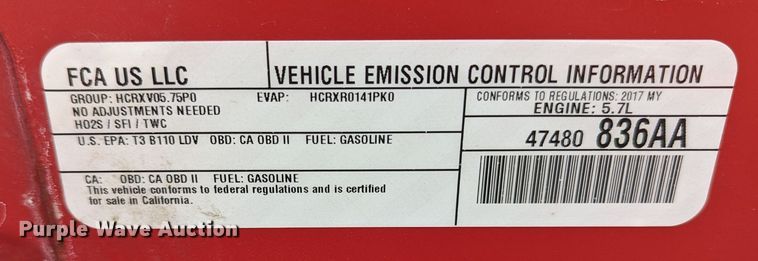 FCA US LLC
VEHICLE EMISSION CONTROL INFORMATION
GROUP: HCRXV05.75P0 EVAP: HCRXR0141PK0
NO ADJUSTMENTS NEEDED
HO2S / SFI / TWC
CONFORMS TO REGULATIONS: 2017 MY
ENGINE: 5.7L
U.S. EPA: T3 B110 LDV OBD: CA OBD II FUEL: GASOLINE
47480 836AA
CA: OBD: CA OBD II FUEL: GASOLINE
This vehicle conforms to federal regulations and is certified
for sale in California.
Purple Wave Auction